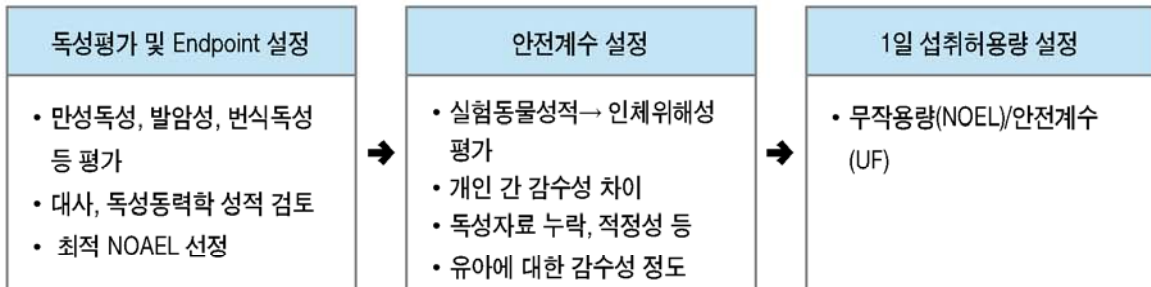 독성평가 및 Endpoint 설정
• 만성독성, 발암성, 번식독성
등 평가
• 대사, 독성동력학 성적 검토
• 최적 NOAEL 선정
안전계수 설정
• 실험동물성적→ 인체위해성
평가
• 개인 간 감수성 차이
• 독성자료 누락, 적정성 등
• 유아에 대한 감수성 정도
1일 섭취허용량 설정
• 무작용량(NOEL)/안전계수
(UF)